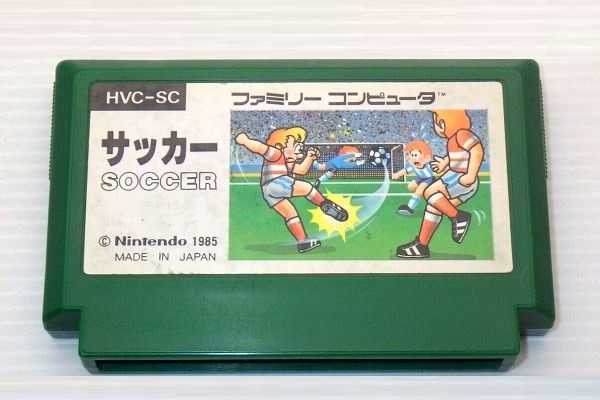 HVC-SC
ファミリー コンピュータ™
サッカー
SOCCER
© Nintendo 1985
MADE IN JAPAN